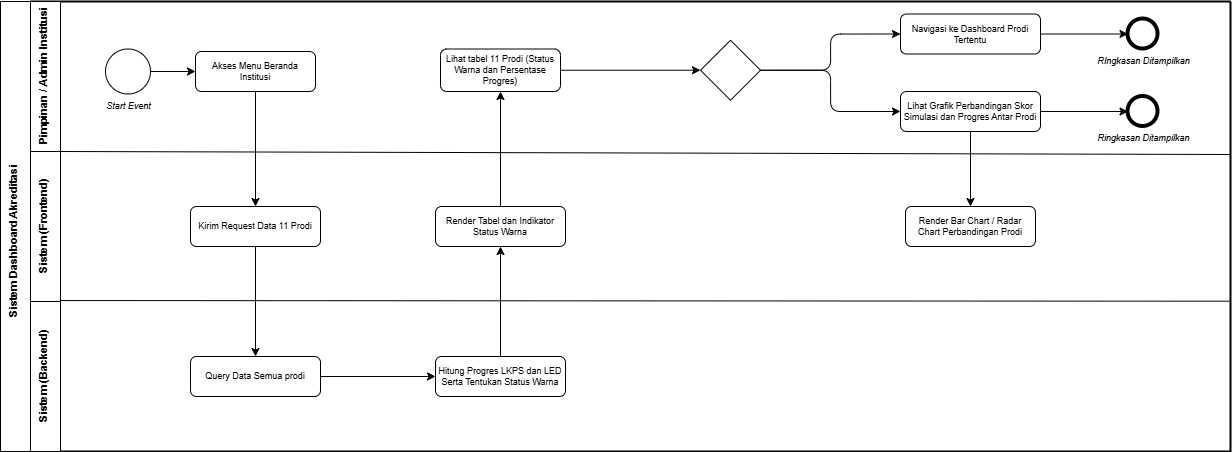 Sistem Dashboard Akreditasi
Pimpinan / Admin Institusi
Start Event
Akses Menu Beranda
Institusi
Lihat tabel 11 Prodi (Status
Warna dan Persentase
Progres)
Navigasi ke Dashboard Prodi
Tertentu
RIngkasan Ditampilkan
Lihat Grafik Perbandingan Skor
Simulasi dan Progres Antar Prodi
Ringkasan Ditampilkan
Sistem (Frontend)
Kirim Request Data 11 Prodi
Render Tabel dan Indikator
Status Warna
Render Bar Chart / Radar
Chart Perbandingan Prodi
Sistem (Backend)
Query Data Semua prodi
Hitung Progres LKPS dan LED
Serta Tentukan Status Warna